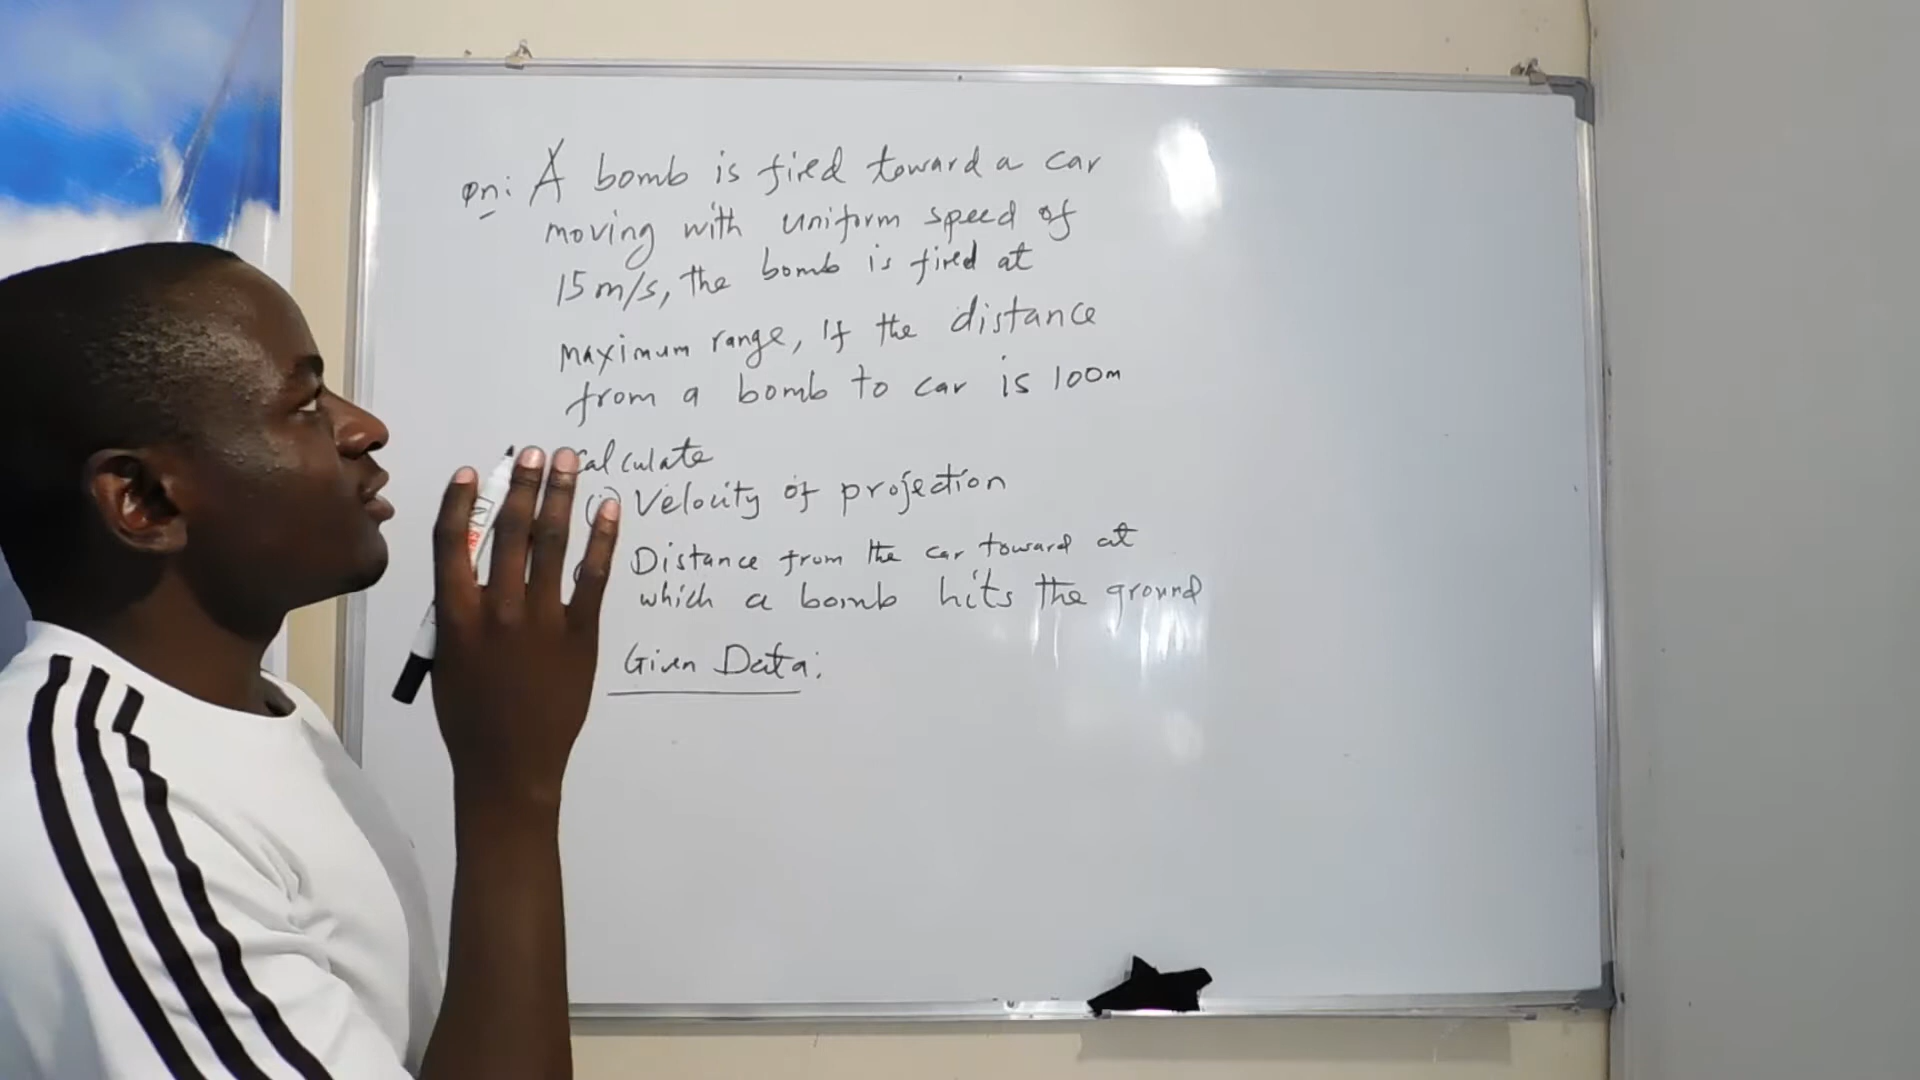 Qn: A bomb is fired toward a car
moving with uniform speed of
15m/s, the bomb is fired at
maximum range, If the distance
from a bomb to car is 100m
Calculate
(i) Velocity of projection
Distance from the car toward at
which a bomb hits the ground
Given Data: